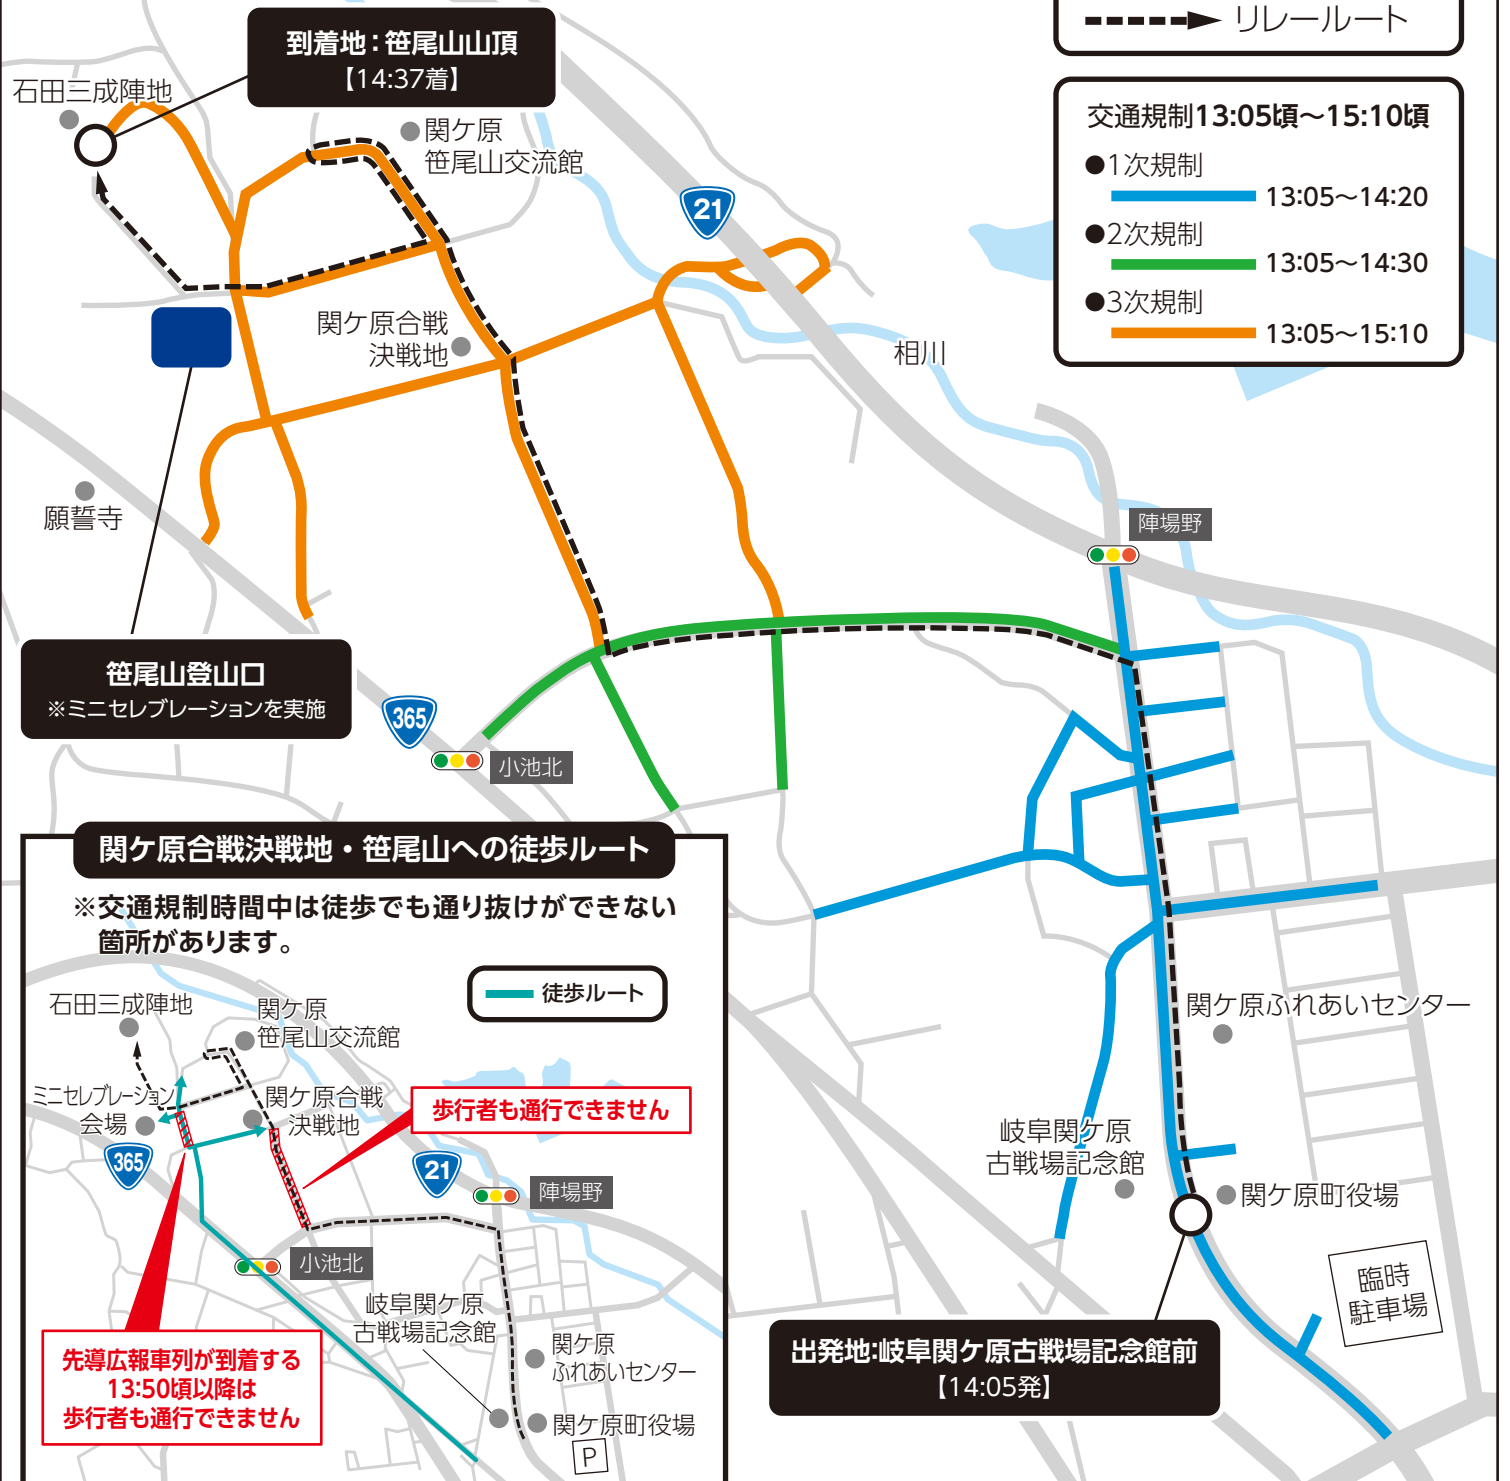 リレールート
到着地：笹尾山山頂
【14:37着】
石田三成陣地
関ケ原
笹尾山交流館
21
交通規制13:05頃～15:10頃
●1次規制
13:05～14:20
●2次規制
13:05～14:30
●3次規制
13:05～15:10
関ケ原合戦
決戦地
相川
願誓寺
陣場野
笹尾山登山口
※ミニセレブレーションを実施
365
小池北
関ケ原合戦決戦地・笹尾山への徒歩ルート
※交通規制時間中は徒歩でも通り抜けができない
箇所があります。
徒歩ルート
石田三成陣地
関ケ原
笹尾山交流館
ミニセレブレーション
会場
関ケ原合戦
決戦地
歩行者も通行できません
365
21
陣場野
小池北
岐阜関ケ原
古戦場記念館
関ケ原
ふれあいセンター
先導広報車列が到着する
13:50頃以降は
歩行者も通行できません
関ケ原町役場
P
関ケ原ふれあいセンター
岐阜関ケ原
古戦場記念館
関ケ原町役場
臨時
駐車場
出発地:岐阜関ケ原古戦場記念館前
【14:05発】